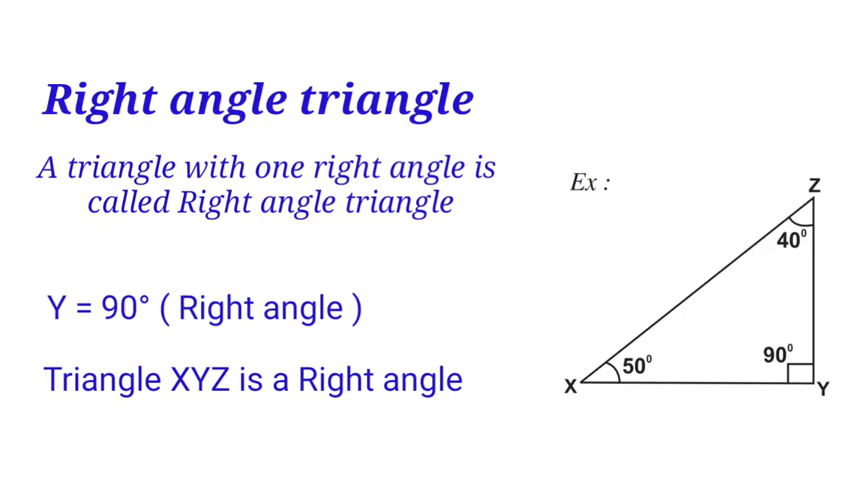 Right angle triangle
A triangle with one right angle is
called Right angle triangle
Ex :
Z
40⁰
Y = 90° ( Right angle )
90⁰
50⁰
Triangle XYZ is a Right angle
X
Y